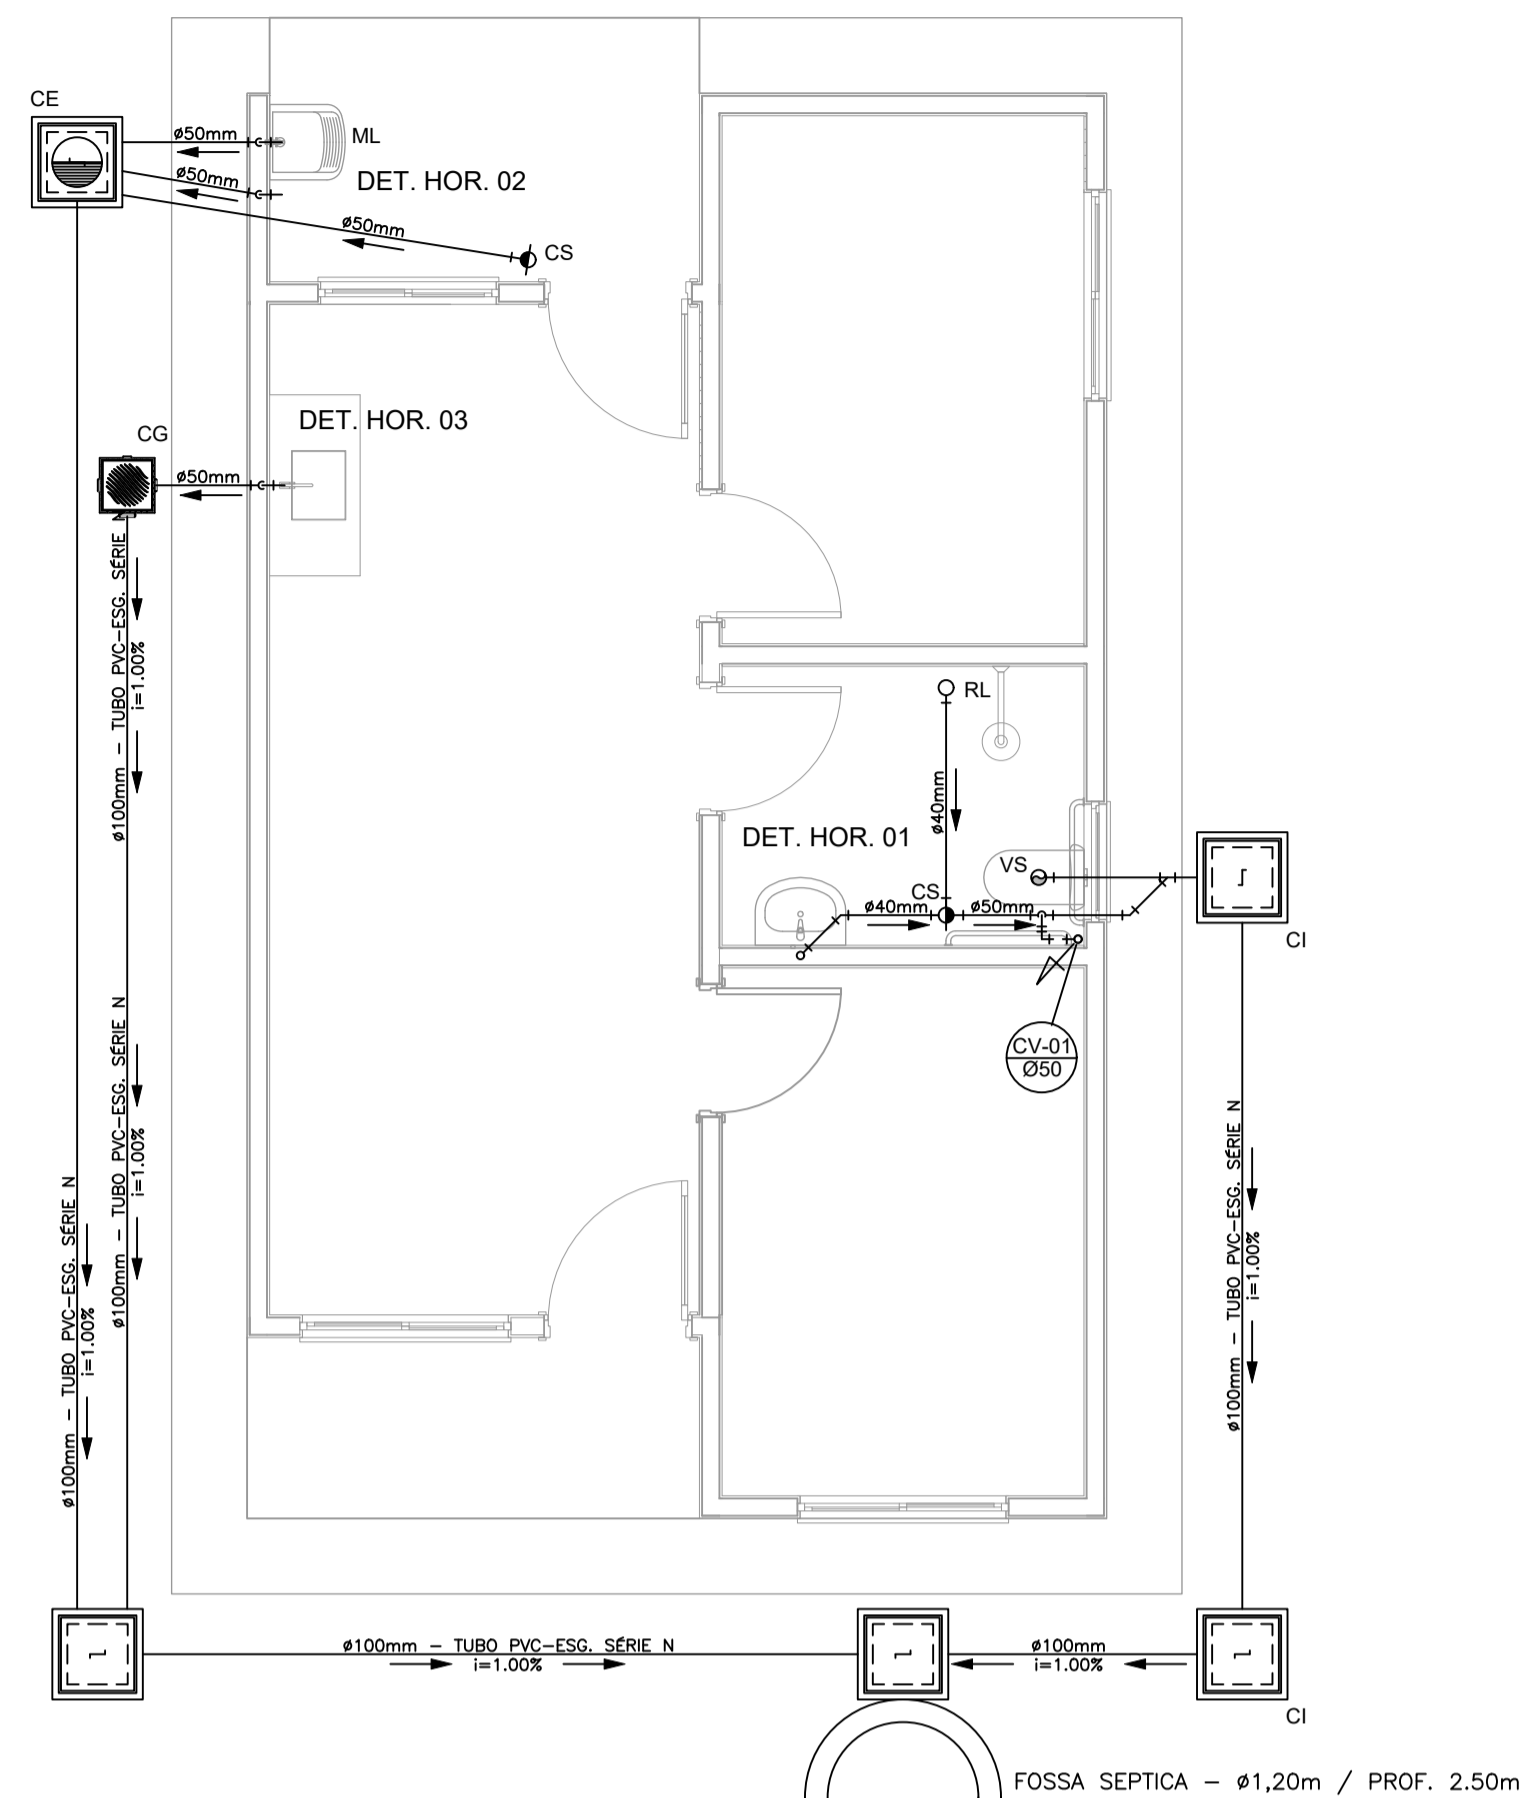 CE
ø50mm
ML
DET. HOR. 02
ø50mm
ø50mm
CS
DET. HOR. 03
CG
ø50mm
ø100mm – TUBO PVC–ESG. SÉRIE N
i=1.00%
RL
ø40mm
DET. HOR. 01
VS
CS
ø40mm
ø50mm
CI
CV-01
Ø50
ø100mm – TUBO PVC–ESG. SÉRIE N
i=1.00%
ø100mm – TUBO PVC–ESG. SÉRIE N
i=1.00%
ø100mm – TUBO PVC–ESG. SÉRIE N
i=1.00%
ø100mm – TUBO PVC–ESG. SÉRIE N
i=1.00%
ø100mm
i=1.00%
CI
FOSSA SEPTICA – ø1,20m / PROF. 2.50m